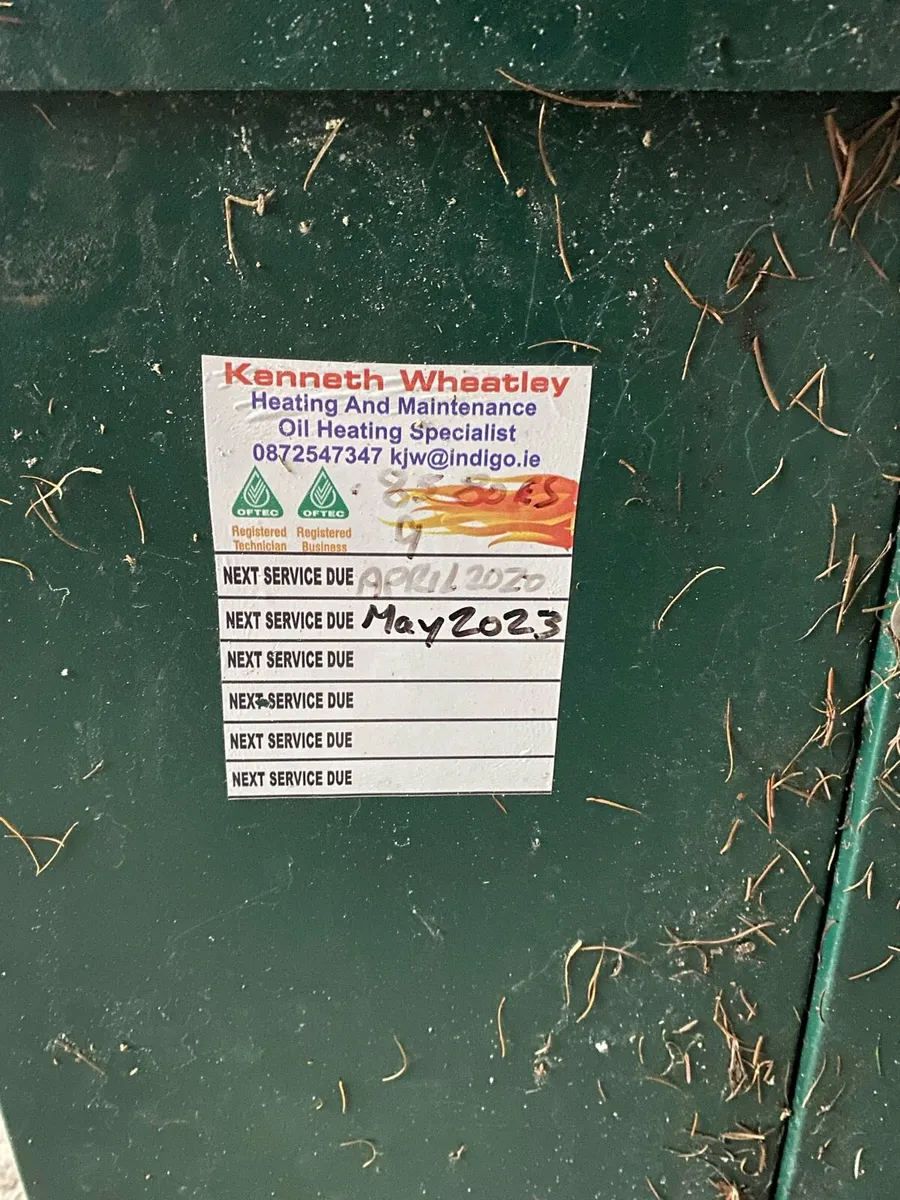 Kenneth Wheatley
Heating And Maintenance
Oil Heating Specialist
0872547347 kjw@indigo.ie
OFTEC OFTEC
Registered Registered
Technician Business
NEXT SERVICE DUE APRIL 2020
NEXT SERVICE DUE May 2023
NEXT SERVICE DUE
NEXT SERVICE DUE
NEXT SERVICE DUE
NEXT SERVICE DUE